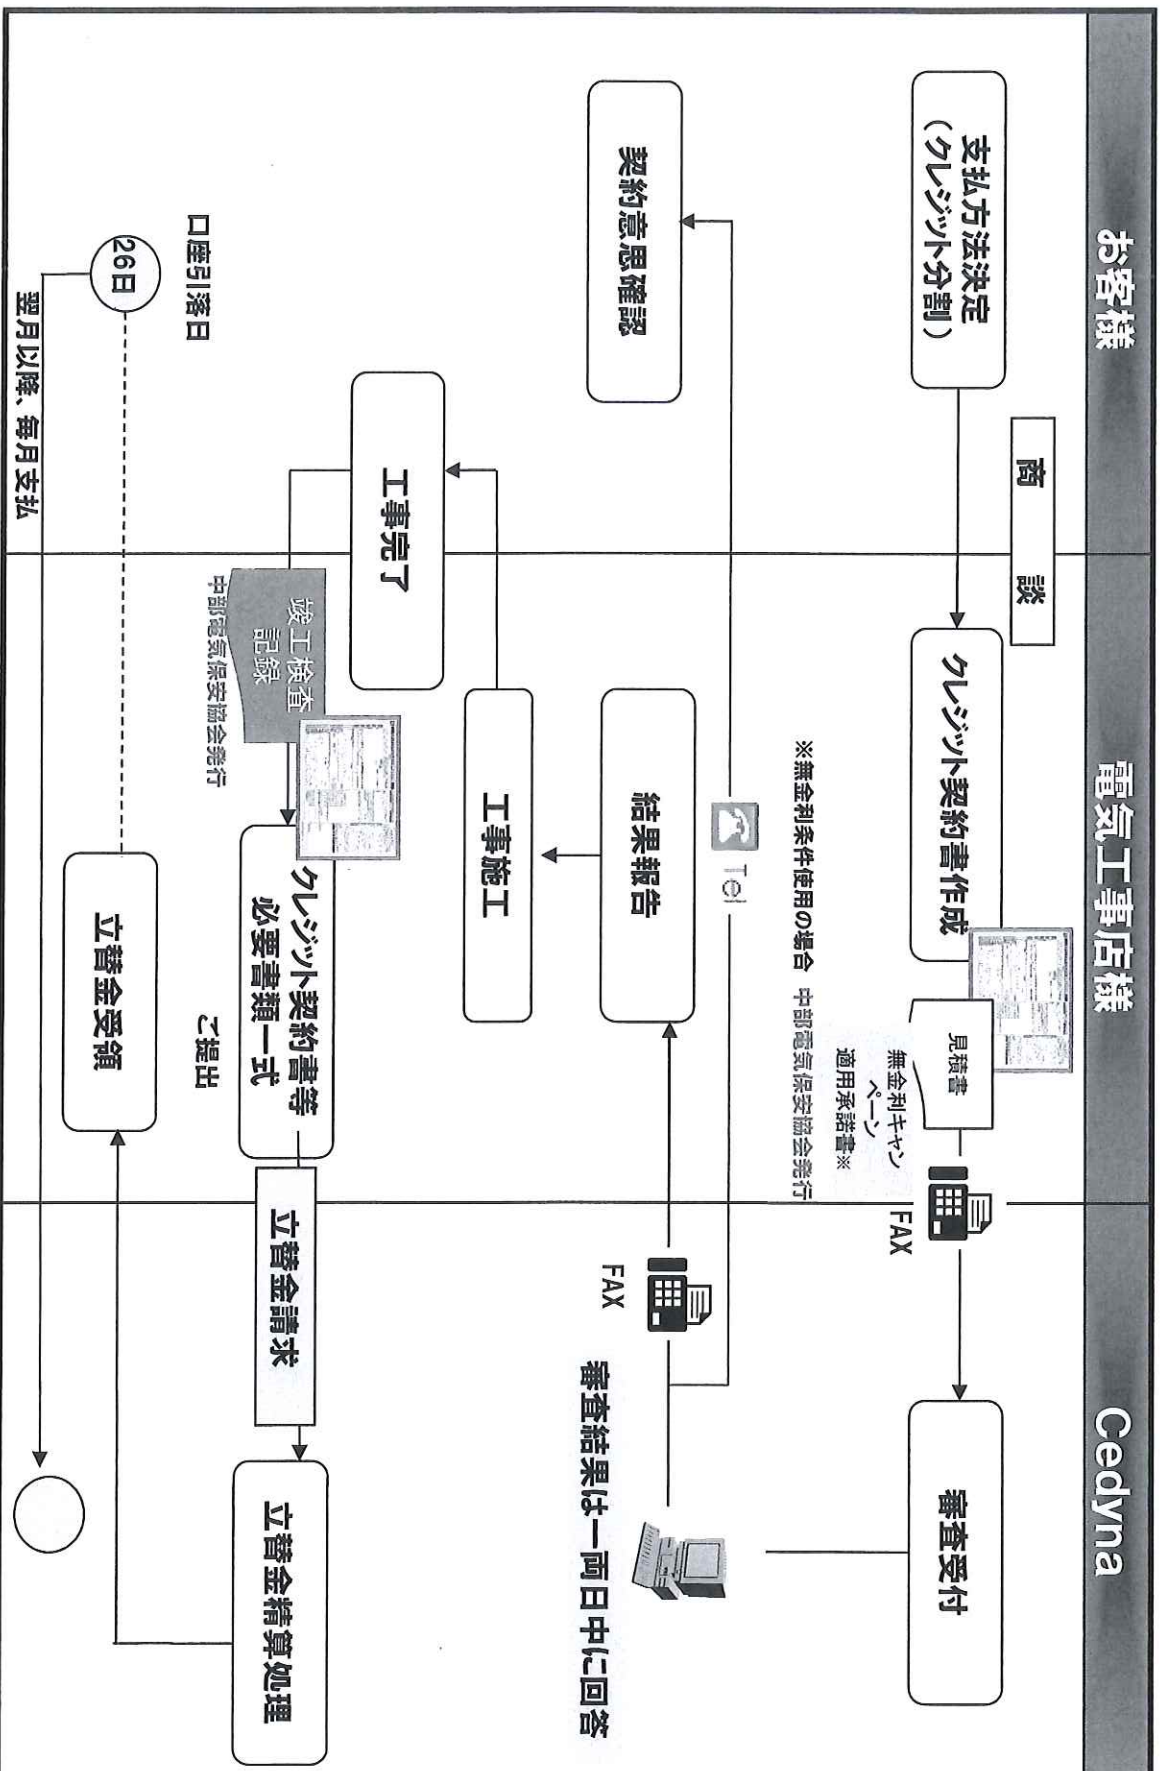 お客様
電気工事店様
Cedyna
商 談
支払方法決定
(クレジット分割)
クレジット契約書作成
見積書
無金利キャン
ペーン
適用承諾書※
FAX
審査受付
※無金利条件使用の場合 中部電気保安協会発行
Tel
契約意思確認
結果報告
FAX
審査結果は一両日中に回答
工事施工
工事完了
竣工検査
記録
中部電気保安協会発行
クレジット契約書等
必要書類一式
ご提出
立替金請求
立替金精算処理
立替金受領
口座引落日
26日
翌月以降、毎月支払